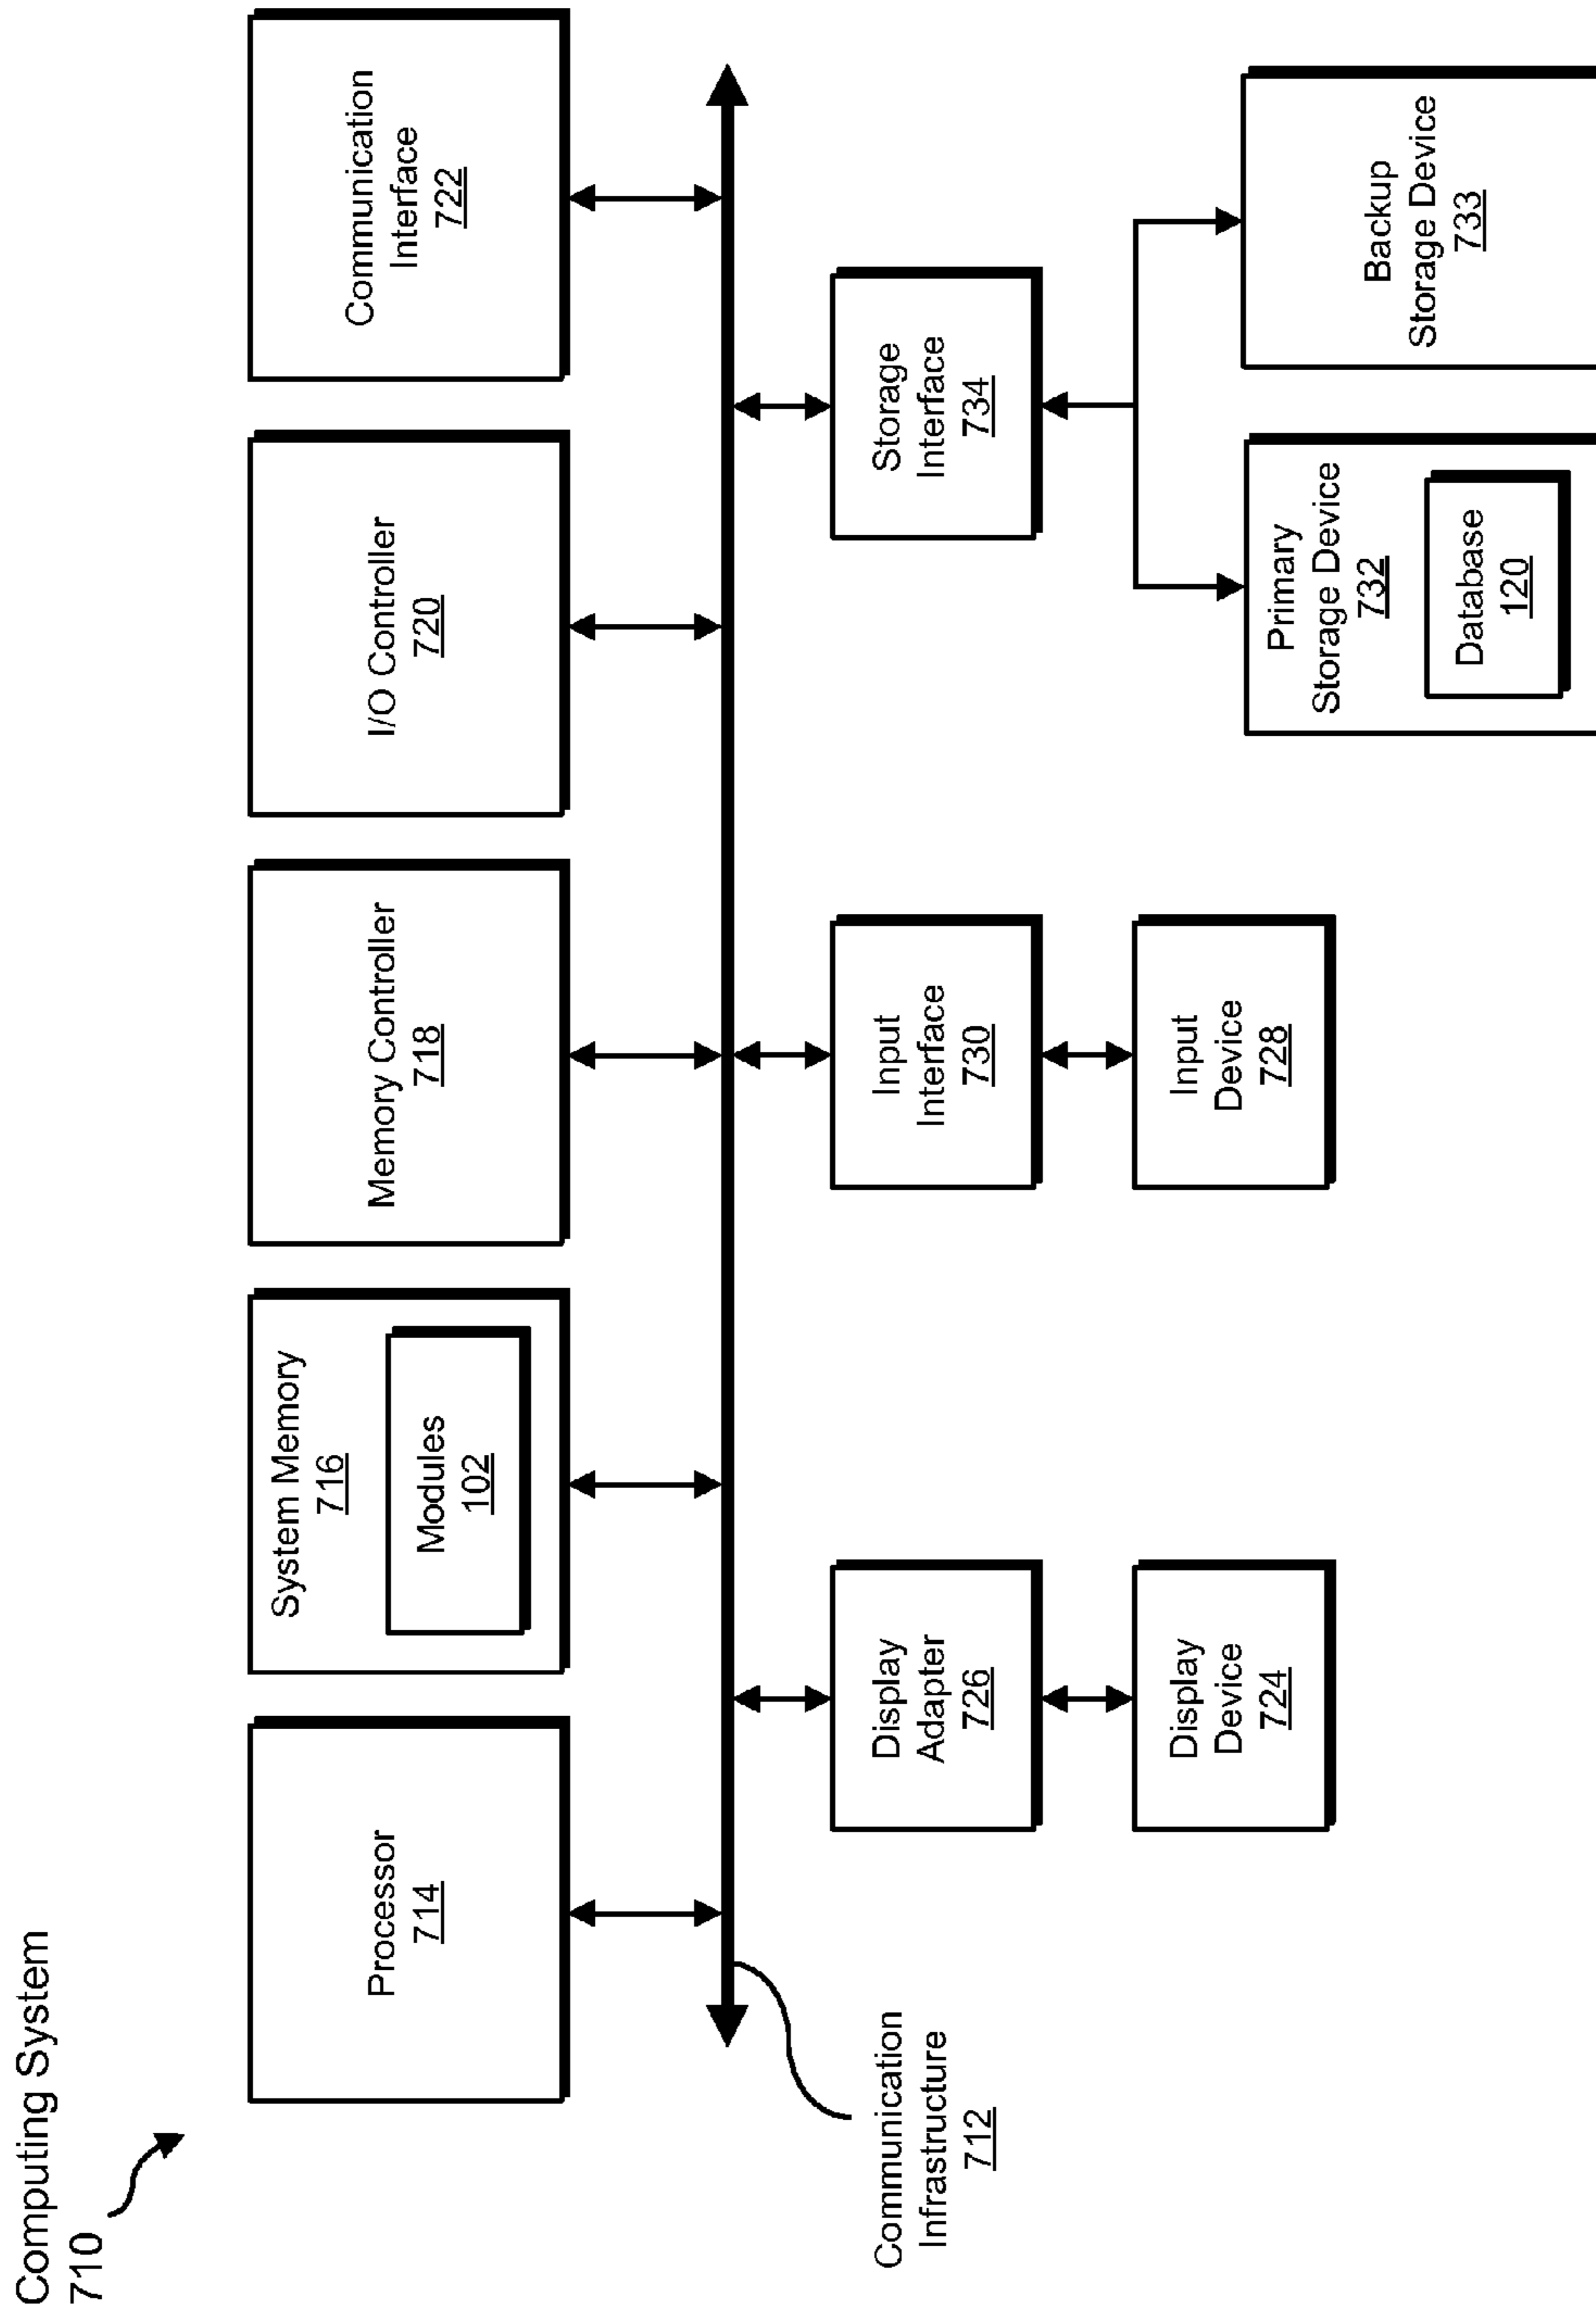 Computing System
710
Processor
714
System Memory
716
Modules
102
Memory Controller
718
I/O Controller
720
Communication
Interface
722
Communication
Infrastructure
712
Display
Adapter
726
Input
Interface
730
Storage
Interface
734
Display
Device
724
Input
Device
728
Primary
Storage Device
732
Database
120
Backup
Storage Device
733